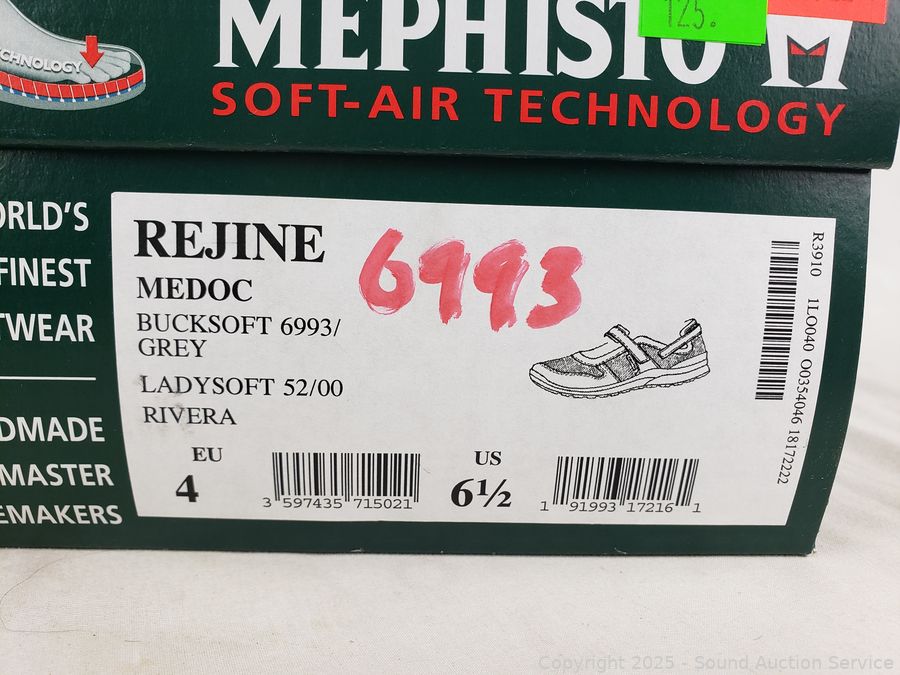 125.
CHNOLOGY
MEPHISTO
SOFT-AIR TECHNOLOGY
ORLD'S
FINEST
TWEAR
DMADE
MASTER
EMAKERS
REJINE
6993
MEDOC
BUCKSOFT 6993/
GREY
LADYSOFT 52/00
RIVERA
EU
4
3 597435 715021
US
6½
1 91993 17216 1
R3910 1LO040 O0354046 18172222
Copyright 2025 - Sound Auction Service